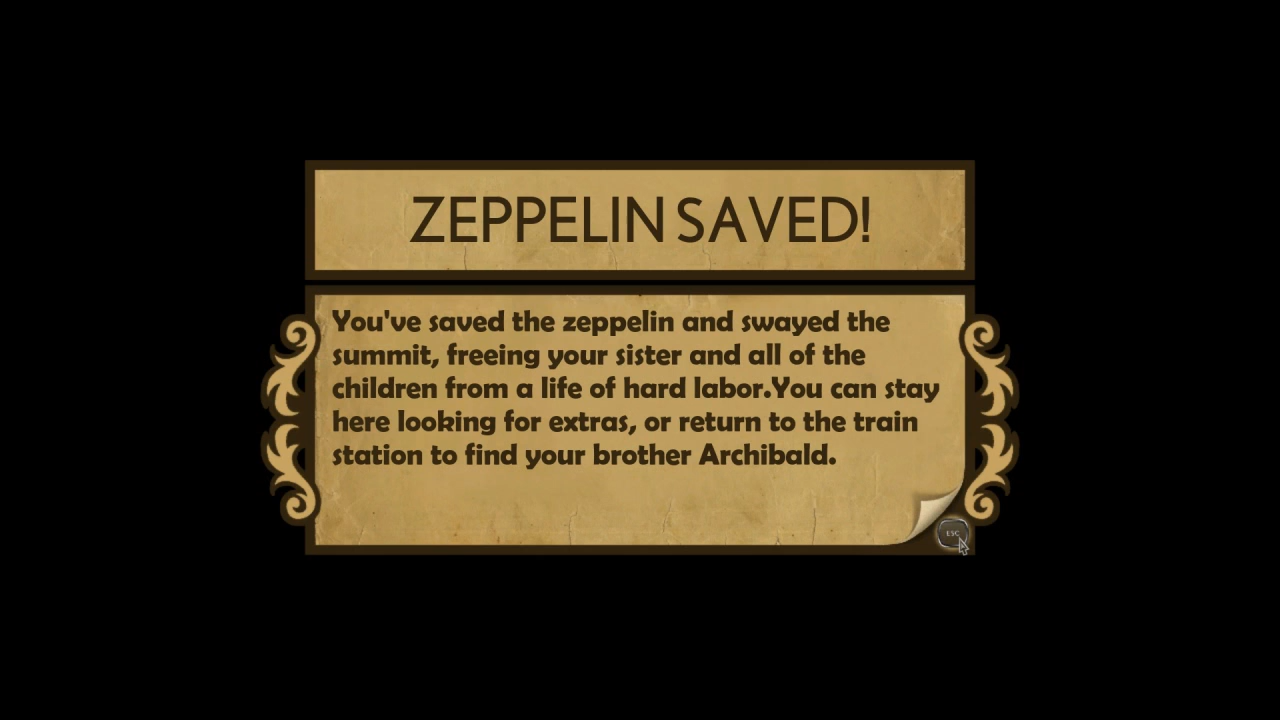 ZEPPELIN SAVED!
You've saved the zeppelin and swayed the
summit, freeing your sister and all of the
children from a life of hard labor.You can stay
here looking for extras, or return to the train
station to find your brother Archibald.
ESC